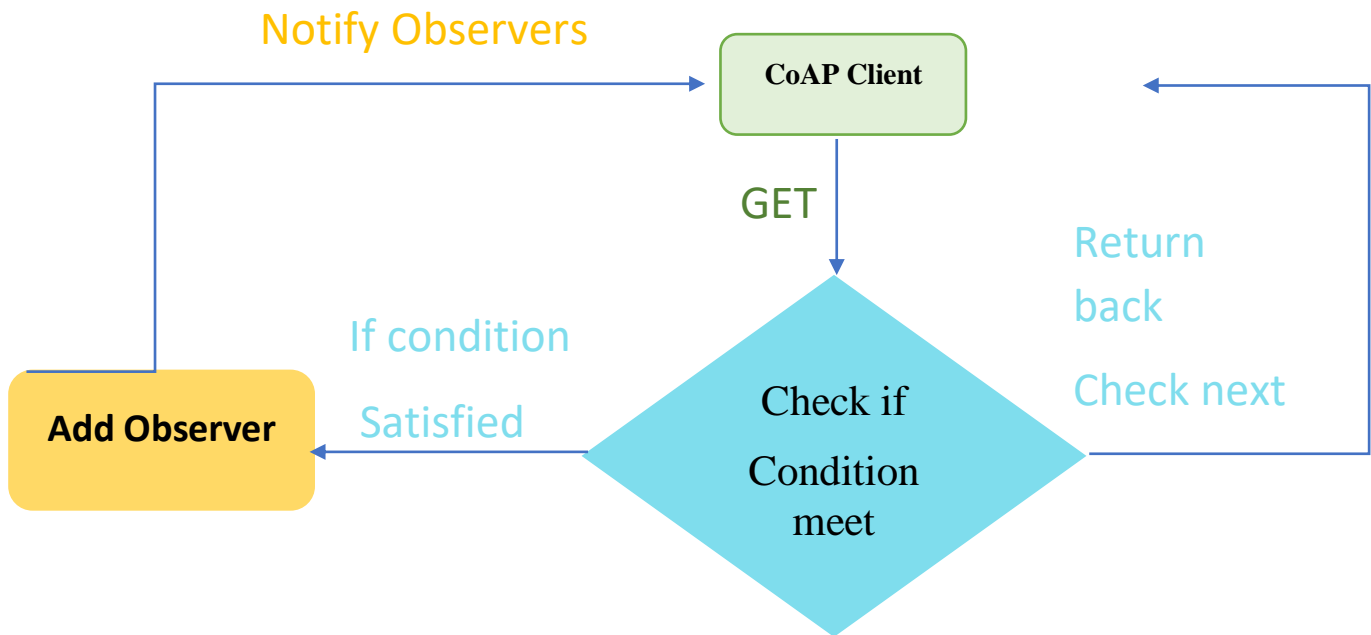 Notify Observers
CoAP Client
GET
Return
back
Check next
If condition
Satisfied
Add Observer
Check if
Condition
meet